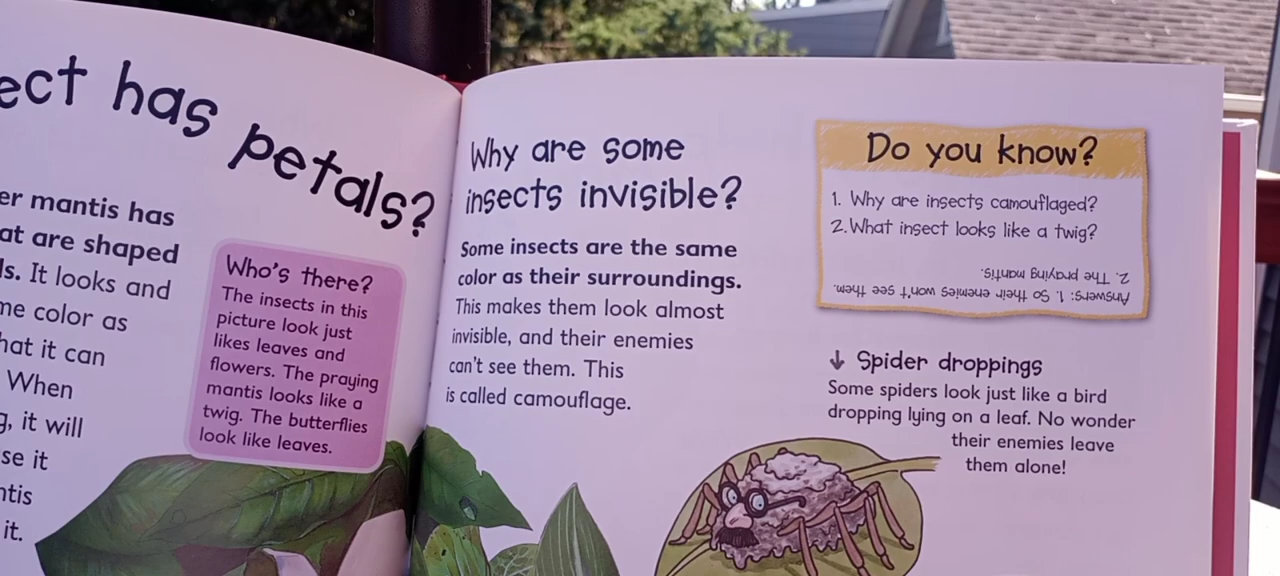 ect has petals?
er mantis has
at are shaped
ls. It looks and
me color as
hat it can
When
g, it will
se it
ntis
it.
Who's there?
The insects in this
picture look just
likes leaves and
flowers. The praying
mantis looks like a
twig. The butterflies
look like leaves.
Why are some
insects invisible?
Some insects are the same
color as their surroundings.
This makes them look almost
invisible, and their enemies
can't see them. This
is called camouflage.
Do you know?
1. Why are insects camouflaged?
2. What insect looks like a twig?
Answers: 1. So their enemies won't see them.
2. The praying mantis.
↓ Spider droppings
Some spiders look just like a bird
dropping lying on a leaf. No wonder
their enemies leave
them alone!